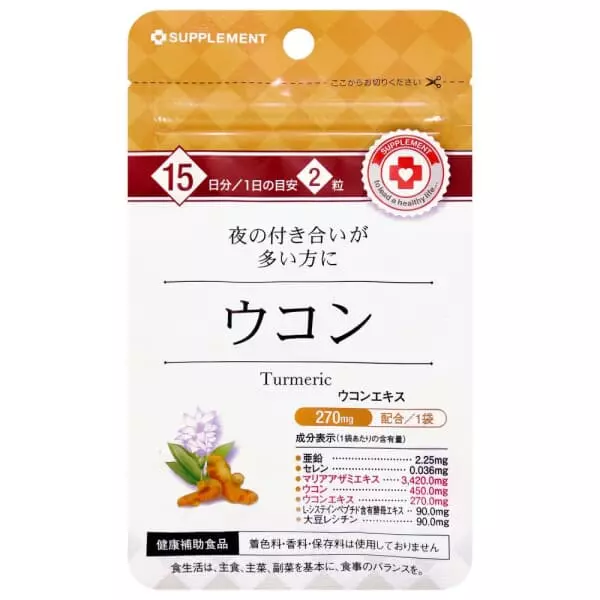 SUPPLEMENT
ここからお切りください
15日分/1日の目安2粒
SUPPLEMENT
to lead a healthy life...
夜の付き合いが
多い方に
ウコン
Turmeric
ウコンエキス
270mg 配合/1袋
成分表示(1袋あたりの含有量)
亜鉛 2.25mg
セレン 0.036mg
マリアアザミエキス 3,420.0mg
ウコン 450.0mg
ウコンエキス 270.0mg
L-システインペプチド含有酵母エキス 90.0mg
大豆レシチン 90.0mg
健康補助食品 着色料・香料・保存料は使用しておりません
食生活は、主食、主菜、副菜を基本に、食事のバランスを。